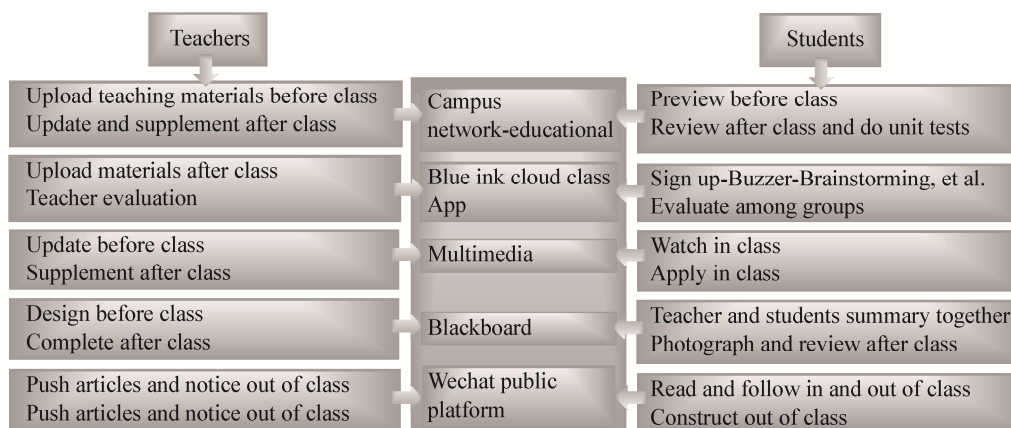 Teachers
Students
Upload teaching materials before class
Update and supplement after class
Campus
network-educational
Preview before class
Review after class and do unit tests
Upload materials after class
Teacher evaluation
Blue ink cloud class
App
Sign up-Buzzer-Brainstorming, et al.
Evaluate among groups
Update before class
Supplement after class
Multimedia
Watch in class
Apply in class
Design before class
Complete after class
Blackboard
Teacher and students summary together
Photograph and review after class
Push articles and notice out of class
Push articles and notice out of class
Wechat public
platform
Read and follow in and out of class
Construct out of class